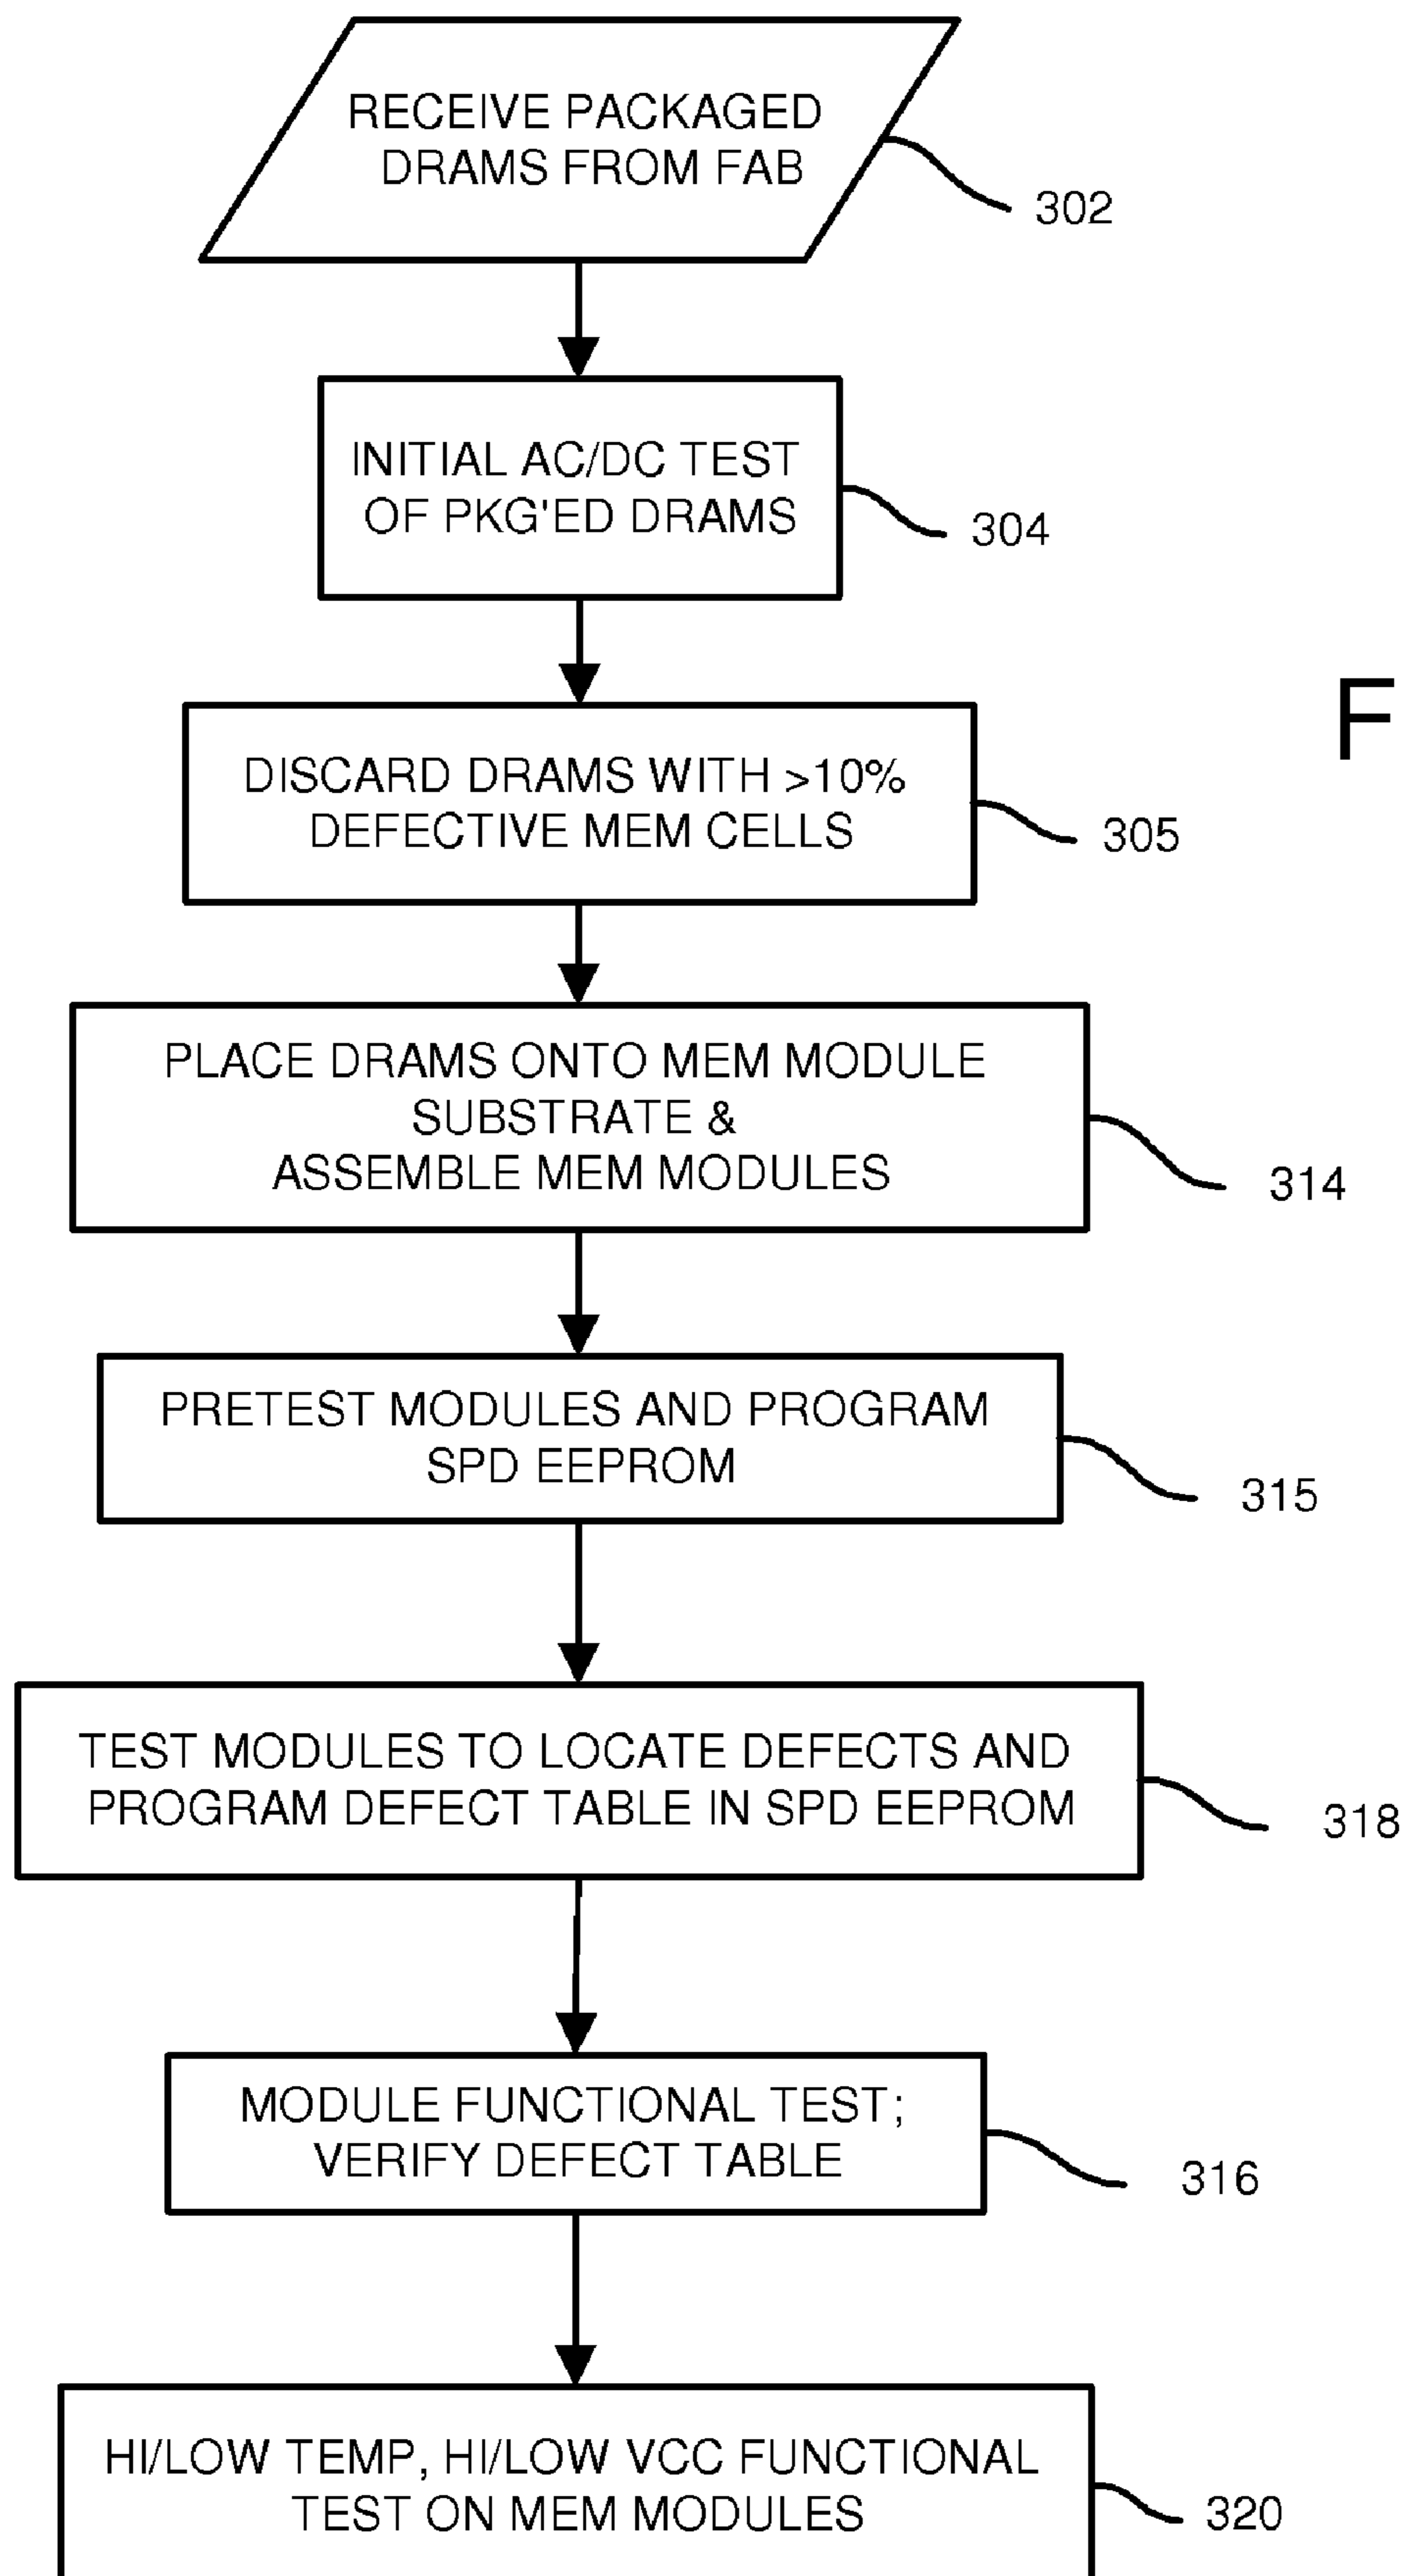 RECEIVE PACKAGED
DRAMS FROM FAB
302
INITIAL AC/DC TEST
OF PKG'ED DRAMS
304
F
DISCARD DRAMS WITH >10%
DEFECTIVE MEM CELLS
305
PLACE DRAMS ONTO MEM MODULE
SUBSTRATE &
ASSEMBLE MEM MODULES
314
PRETEST MODULES AND PROGRAM
SPD EEPROM
315
TEST MODULES TO LOCATE DEFECTS AND
PROGRAM DEFECT TABLE IN SPD EEPROM
318
MODULE FUNCTIONAL TEST;
VERIFY DEFECT TABLE
316
HI/LOW TEMP, HI/LOW VCC FUNCTIONAL
TEST ON MEM MODULES
320